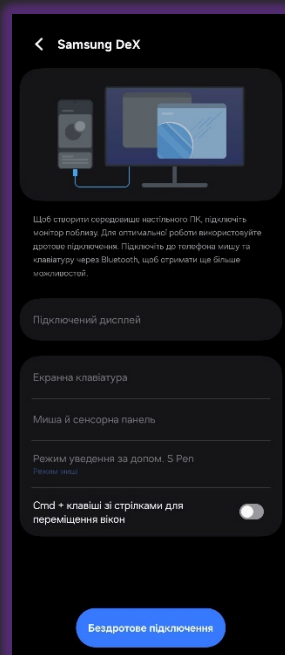 Samsung DeX
Щоб створити середовище настільного ПК, підключіть
монітор поблизу. Для оптимальної роботи використовуйте
дротове підключення. Підключіть до телефона мишу та
клавіатуру через Bluetooth, щоб отримати ще більше
можливостей.
Підключений дисплей
Екранна клавіатура
Миша й сенсорна панель
Режим уведення за допом. S Pen
Режим миші
Cmd + клавіші зі стрілками для
переміщення вікон
Бездротове підключення